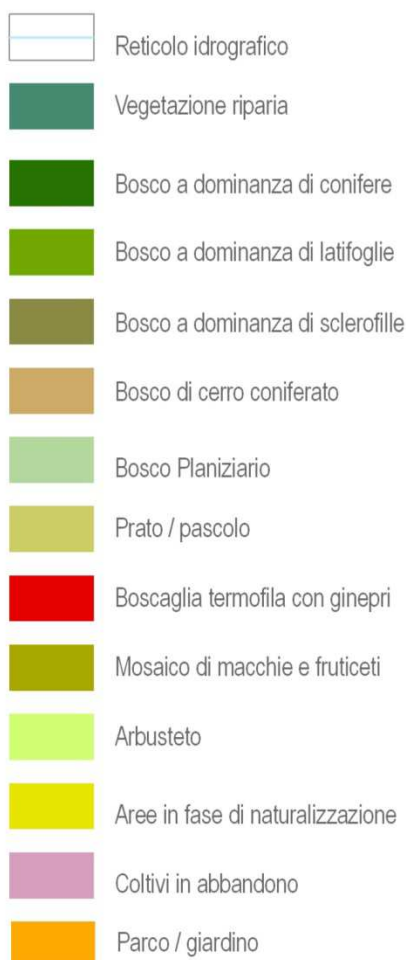 Reticolo idrografico
Vegetazione riparia
Bosco a dominanza di conifere
Bosco a dominanza di latifoglie
Bosco a dominanza di sclerofille
Bosco di cerro coniferato
Bosco Planiziario
Prato / pascolo
Boscaglia termofila con ginepri
Mosaico di macchie e fruticeti
Arbusteto
Aree in fase di naturalizzazione
Coltivi in abbandono
Parco / giardino